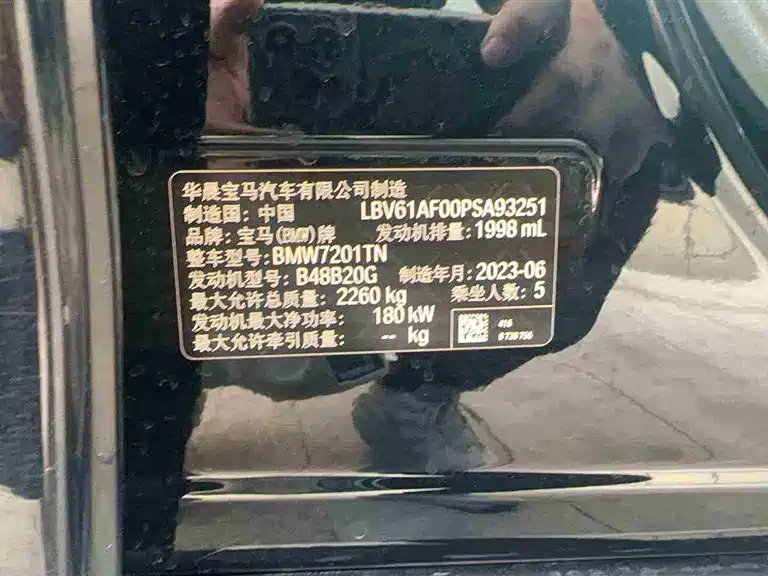 华晨宝马汽车有限公司制造
制造国：中国 LBV61AF00PSA93251
品牌：宝马(BMW)牌 发动机排量：1998 mL
整车型号：BMW7201TN
发动机型号：B48B20G 制造年月：2023-06
最大允许总质量：2260 kg 乘坐人数：5
发动机最大净功率： 180 kW
最大允许牵引质量： -- kg
416